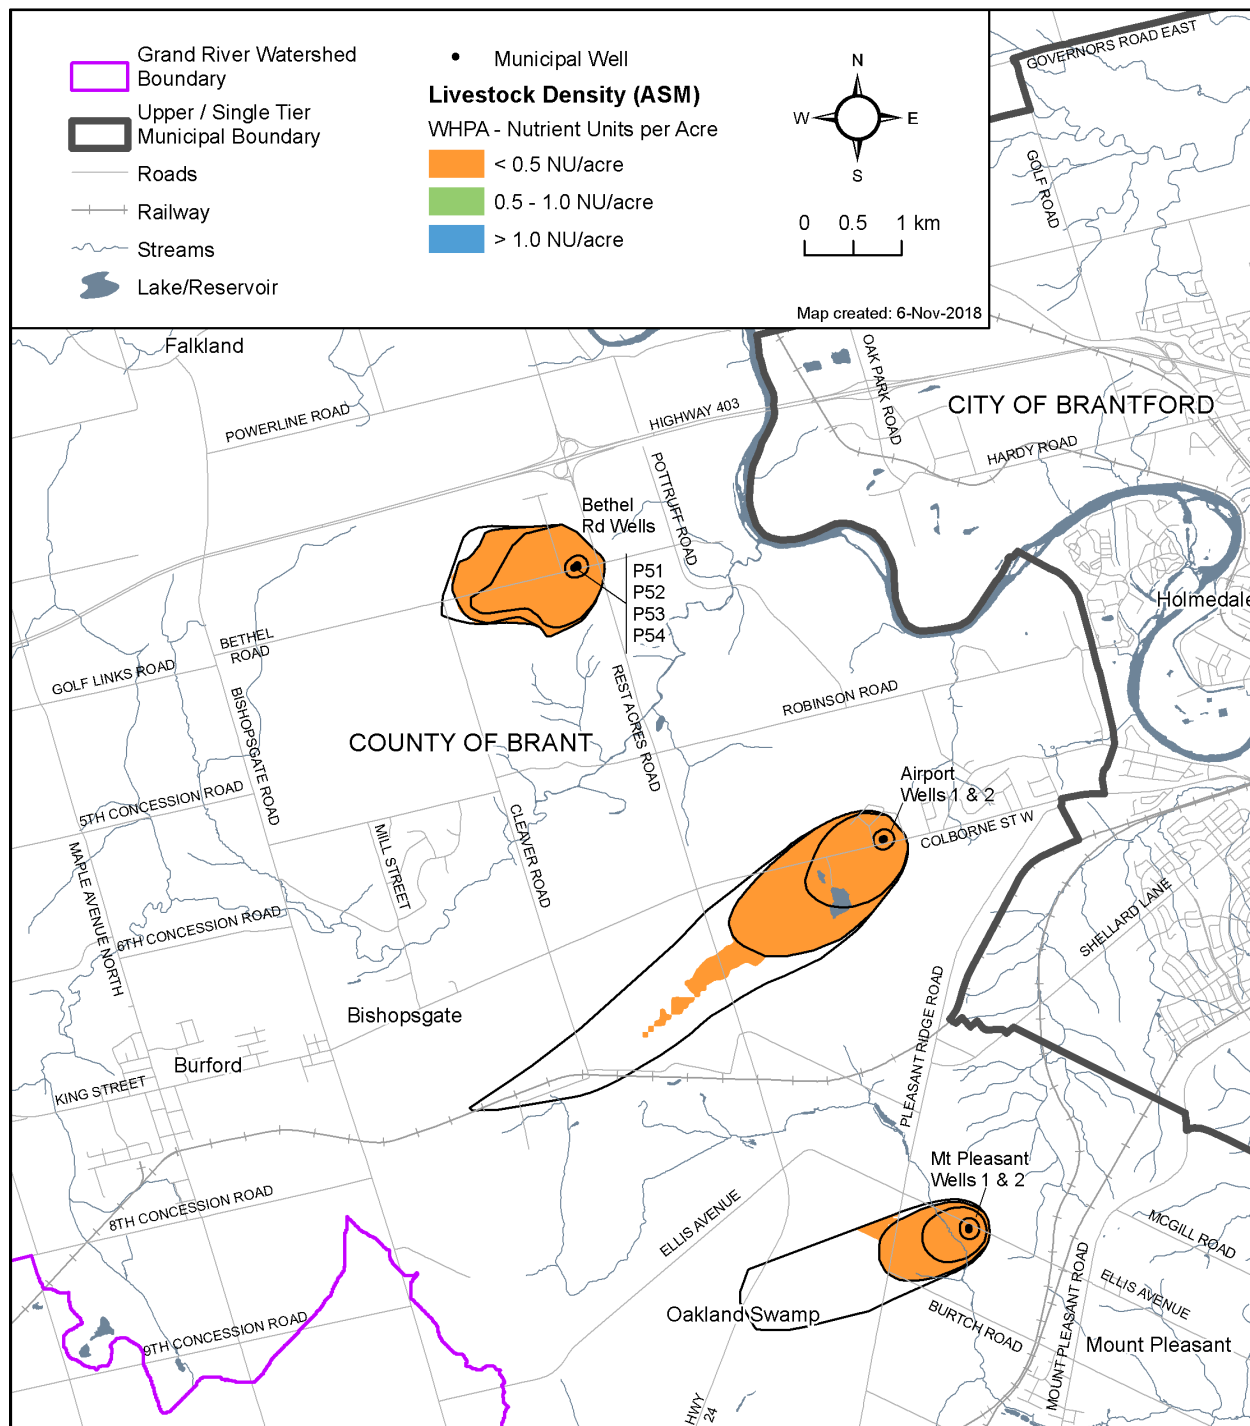 Grand River Watershed
Boundary
Upper / Single Tier
Municipal Boundary
Roads
Railway
Streams
Lake/Reservoir
Municipal Well
Livestock Density (ASM)
WHPA - Nutrient Units per Acre
< 0.5 NU/acre
0.5 - 1.0 NU/acre
> 1.0 NU/acre
N
W
E
S
0 0.5 1 km
Map created: 6-Nov-2018
GOVERNORS ROAD EAST
GOLF ROAD
Falkland
POWERLINE ROAD
HIGHWAY 403
OAK PARK ROAD
CITY OF BRANTFORD
HARDY ROAD
POTTRUFF ROAD
Bethel
Rd Wells
P51
P52
P53
P54
Holmedale
BETHEL
ROAD
GOLF LINKS ROAD
BISHOPSGATE ROAD
REST ACRES ROAD
ROBINSON ROAD
COUNTY OF BRANT
Airport
Wells 1 & 2
COLBORNE ST W
5TH CONCESSION ROAD
MILL STREET
CLEAVER ROAD
MAPLE AVENUE NORTH
6TH CONCESSION ROAD
SHELLARD LANE
Bishopsgate
PLEASANT RIDGE ROAD
Burford
KING STREET
Mt Pleasant
Wells 1 & 2
8TH CONCESSION ROAD
ELLIS AVENUE
MCGILL ROAD
ELLIS AVENUE
Oakland Swamp
BURTCH ROAD
MOUNT PLEASANT ROAD
Mount Pleasant
9TH CONCESSION ROAD
HWY
24